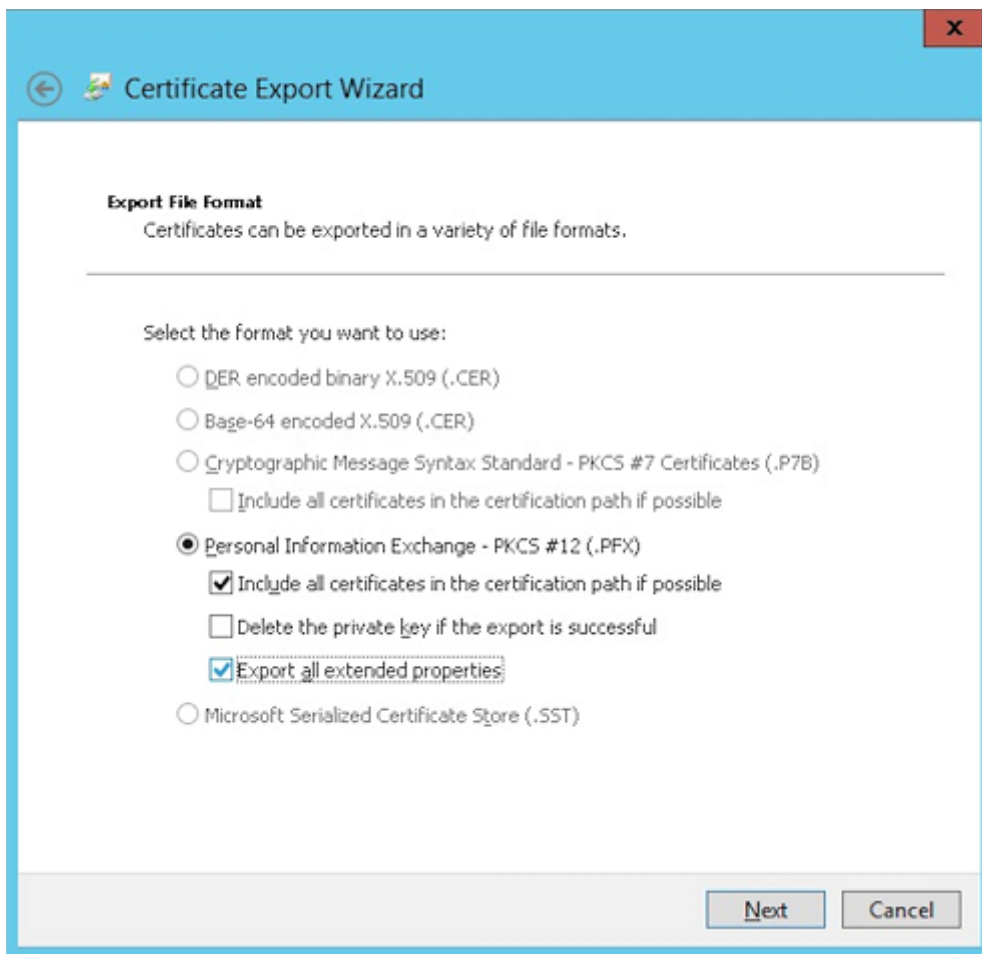 x
Certificate Export Wizard
Export File Format
Certificates can be exported in a variety of file formats.
Select the format you want to use:
DER encoded binary X.509 (.CER)
Base-64 encoded X.509 (.CER)
Cryptographic Message Syntax Standard - PKCS #7 Certificates (.P7B)
Include all certificates in the certification path if possible
Personal Information Exchange - PKCS #12 (.PFX)
Include all certificates in the certification path if possible
Delete the private key if the export is successful
Export all extended properties
Microsoft Serialized Certificate Store (.SST)
Next Cancel